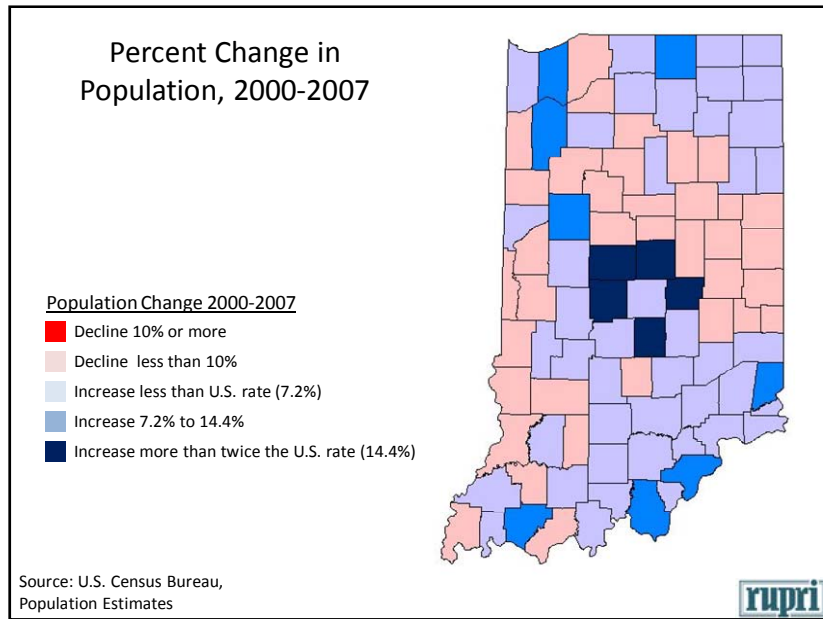 Percent Change in
Population, 2000-2007
Population Change 2000-2007
Decline 10% or more
Decline less than 10%
Increase less than U.S. rate (7.2%)
Increase 7.2% to 14.4%
Increase more than twice the U.S. rate (14.4%)
Source: U.S. Census Bureau,
Population Estimates
rupri